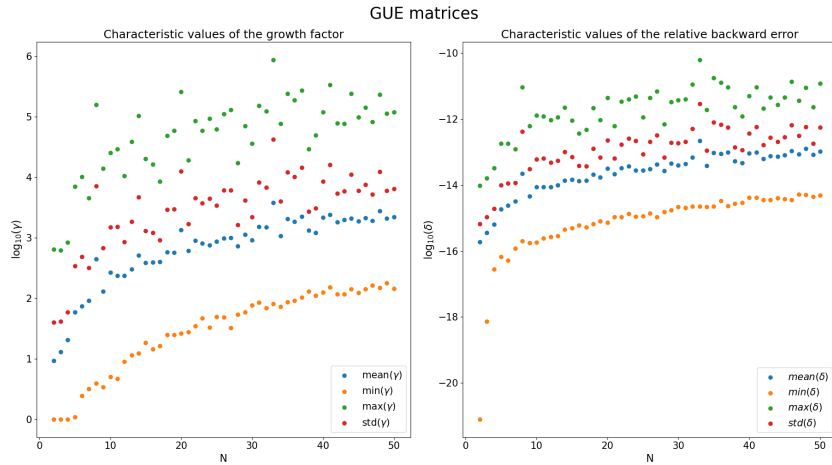 GUE matrices
Characteristic values of the growth factor
6
5
4
3
2
1
0
log₁₀(γ)
0
10
20
30
40
50
N
mean(γ)
min(γ)
max(γ)
std(γ)
Characteristic values of the relative backward error
−10
−12
−14
−16
−18
−20
log₁₀(δ)
0
10
20
30
40
50
N
mean(δ)
min(δ)
max(δ)
std(δ)